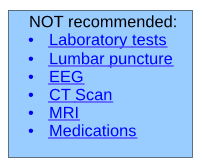 NOT recommended:
• Laboratory tests
• Lumbar puncture
• EEG
• CT Scan
• MRI
• Medications